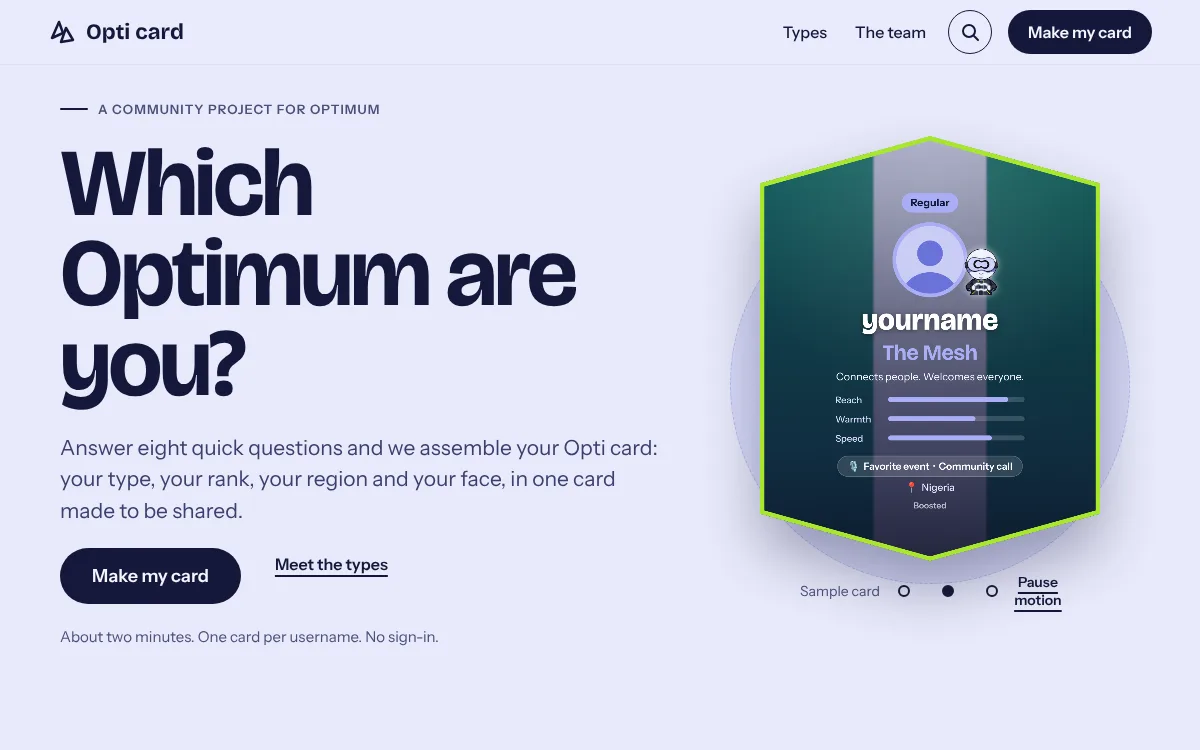 Opti card
Types
The team
Make my card
A COMMUNITY PROJECT FOR OPTIMUM
Which
Optimum are
you?
Answer eight quick questions and we assemble your Opti card:
your type, your rank, your region and your face, in one card
made to be shared.
Make my card
Meet the types
About two minutes. One card per username. No sign-in.
Regular
yourname
The Mesh
Connects people. Welcomes everyone.
Reach
Warmth
Speed
🎙️ Favorite event · Community call
📍 Nigeria
Boosted
Sample card
Pause
motion